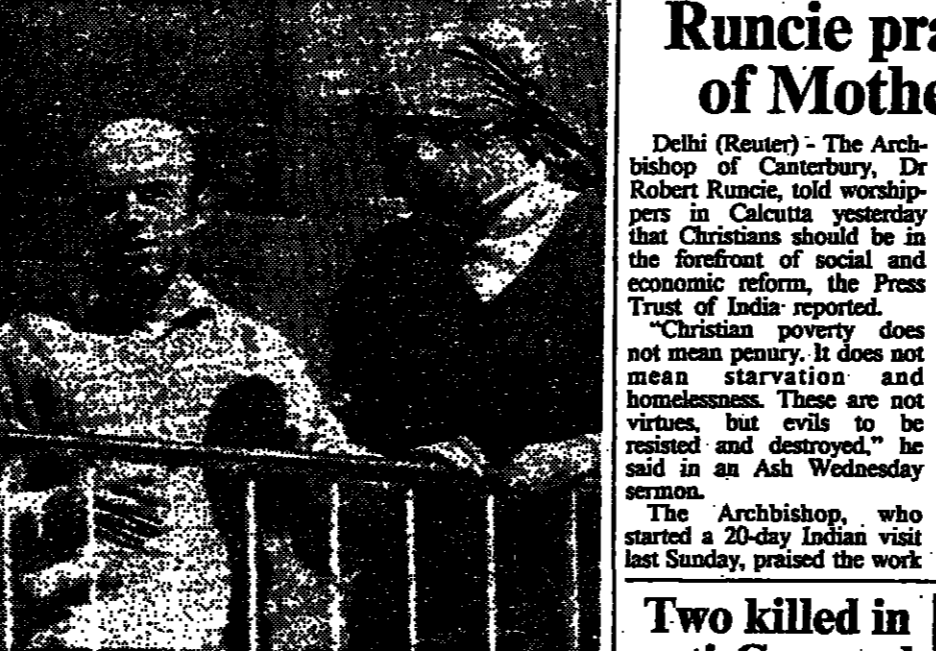 Runcie pra
of Mothe
Delhi (Reuter) - The Arch-
bishop of Canterbury, Dr
Robert Runcie, told worship-
pers in Calcutta yesterday
that Christians should be in
the forefront of social and
economic reform, the Press
Trust of India reported.
"Christian poverty does
not mean penury. It does not
mean starvation and
homelessness. These are not
virtues, but evils to be
resisted and destroyed," he
said in an Ash Wednesday
sermon.
The Archbishop, who
started a 20-day Indian visit
last Sunday, praised the work
Two killed in